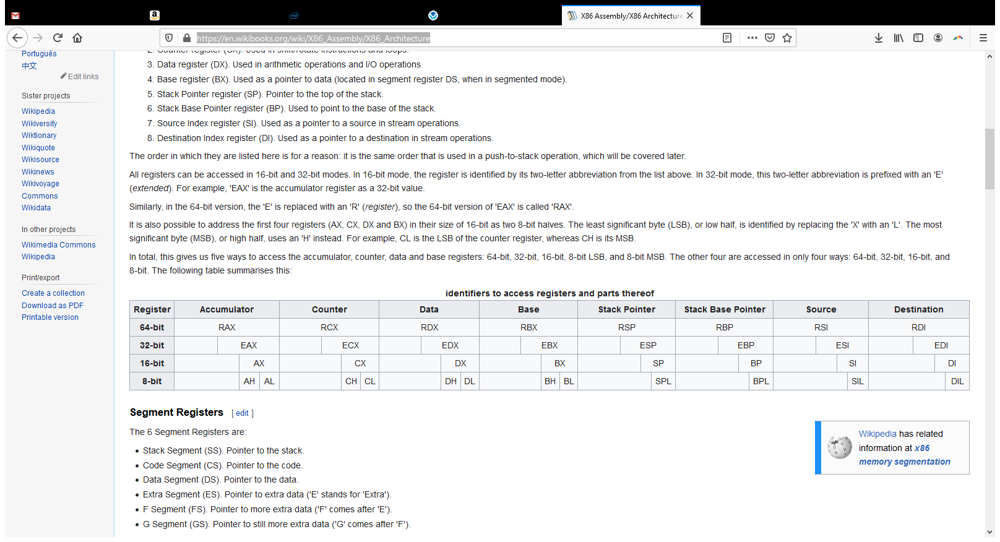 X86 Assembly/X86 Architecture
https://en.wikibooks.org/wiki/X86_Assembly/X86_Architecture
Português
中文
Edit links
Sister projects
Wikipedia
Wikiversity
Wiktionary
Wikiquote
Wikisource
Wikinews
Wikivoyage
Commons
Wikidata
In other projects
Wikimedia Commons
Wikipedia
Print/export
Create a collection
Download as PDF
Printable version
2. Counter register (CX). Used in shift/rotate instructions and loops.
3. Data register (DX). Used in arithmetic operations and I/O operations.
4. Base register (BX). Used as a pointer to data (located in segment register DS, when in segmented mode).
5. Stack Pointer register (SP). Pointer to the top of the stack.
6. Stack Base Pointer register (BP). Used to point to the base of the stack.
7. Source Index register (SI). Used as a pointer to a source in stream operations.
8. Destination Index register (DI). Used as a pointer to a destination in stream operations.
The order in which they are listed here is for a reason: it is the same order that is used in a push-to-stack operation, which will be covered later.
All registers can be accessed in 16-bit and 32-bit modes. In 16-bit mode, the register is identified by its two-letter abbreviation from the list above. In 32-bit mode, this two-letter abbreviation is prefixed with an 'E'
(extended). For example, 'EAX' is the accumulator register as a 32-bit value.
Similarly, in the 64-bit version, the 'E' is replaced with an 'R' (register), so the 64-bit version of 'EAX' is called 'RAX'.
It is also possible to address the first four registers (AX, CX, DX and BX) in their size of 16-bit as two 8-bit halves. The least significant byte (LSB), or low half, is identified by replacing the 'X' with an 'L'. The most
significant byte (MSB), or high half, uses an 'H' instead. For example, CL is the LSB of the counter register, whereas CH is its MSB.
In total, this gives us five ways to access the accumulator, counter, data and base registers: 64-bit, 32-bit, 16-bit, 8-bit LSB, and 8-bit MSB. The other four are accessed in only four ways: 64-bit, 32-bit, 16-bit, and
8-bit. The following table summarises this:
identifiers to access registers and parts thereof
Register Accumulator Counter Data Base Stack Pointer Stack Base Pointer Source Destination
64-bit RAX RCX RDX RBX RSP RBP RSI RDI
32-bit EAX ECX EDX EBX ESP EBP ESI EDI
16-bit AX CX DX BX SP BP SI DI
8-bit AH AL CH CL DH DL BH BL SPL BPL SIL DIL
Segment Registers [ edit ]
The 6 Segment Registers are:
• Stack Segment (SS). Pointer to the stack.
• Code Segment (CS). Pointer to the code.
• Data Segment (DS). Pointer to the data.
• Extra Segment (ES). Pointer to extra data ('E' stands for 'Extra').
• F Segment (FS). Pointer to more extra data ('F' comes after 'E').
• G Segment (GS). Pointer to still more extra data ('G' comes after 'F').
Wikipedia has related
information at x86
memory segmentation